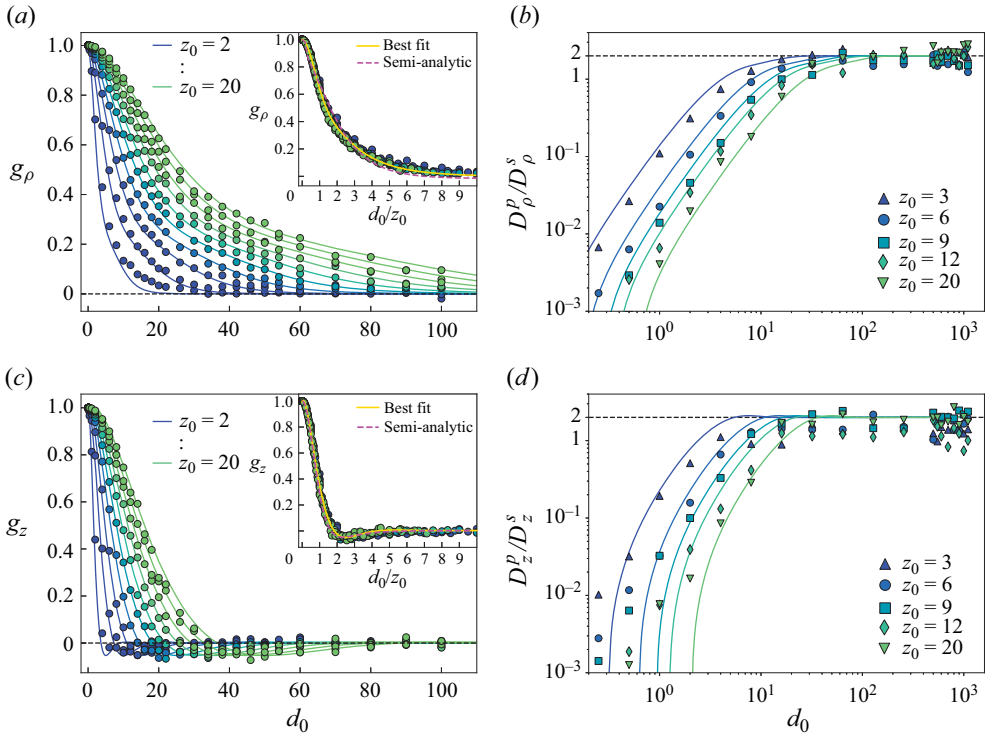 (a)
1.0
0.8
0.6
0.4
0.2
0
gρ
z0 = 2
⋮
z0 = 20
1.0
0.8
0.6
0.4
0.2
0
gρ
Best fit
Semi-analytic
1 2 3 4 5 6 7 8 9
d0/z0
0 20 40 60 80 100
(b)
2
1
10−1
10−2
10−3
Dρp/Dρs
z0 = 3
z0 = 6
z0 = 9
z0 = 12
z0 = 20
100 101 102 103
(c)
1.0
0.8
0.6
0.4
0.2
0
gz
z0 = 2
⋮
z0 = 20
1.0
0.8
0.6
0.4
0.2
0
gz
Best fit
Semi-analytic
0 1 2 3 4 5 6 7 8 9
d0/z0
0 20 40 60 80 100
d0
(d)
2
1
10−1
10−2
10−3
Dzp/Dzs
z0 = 3
z0 = 6
z0 = 9
z0 = 12
z0 = 20
100 101 102 103
d0